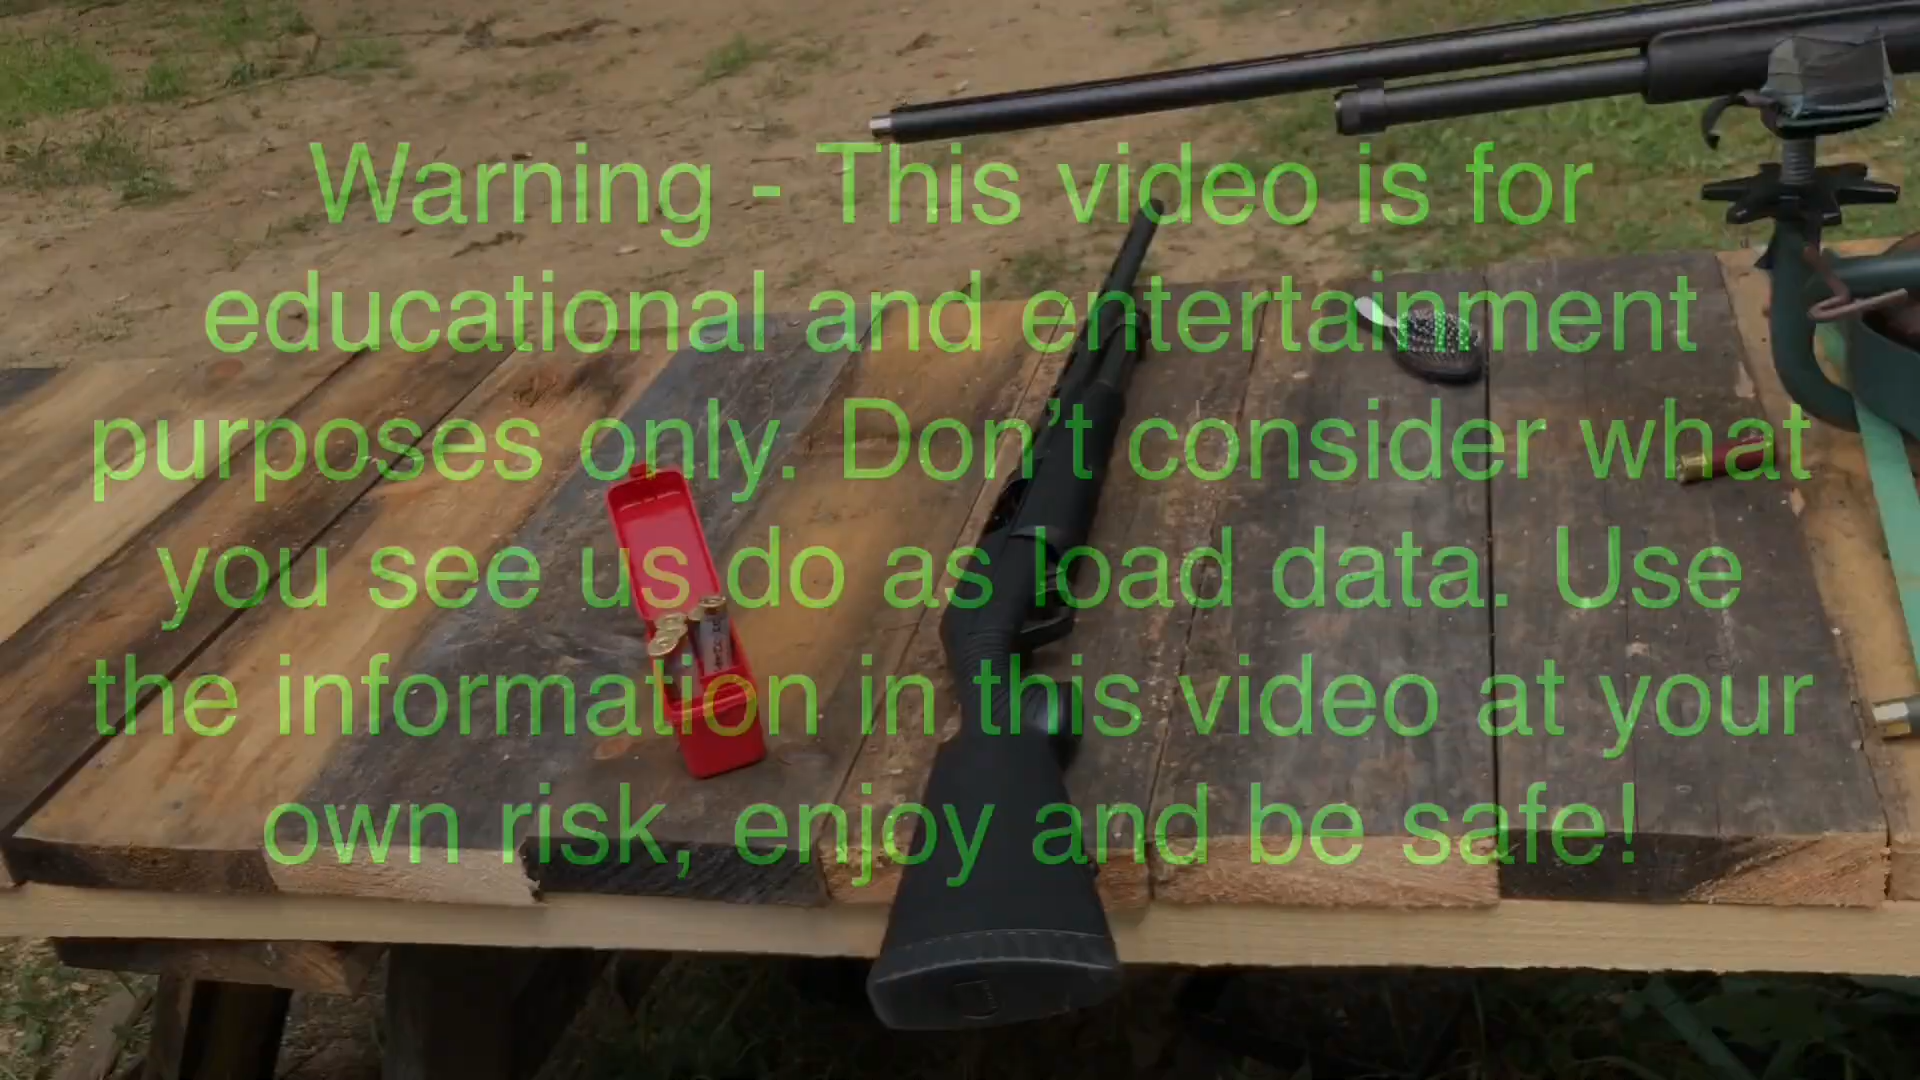 Warning - This video is for
educational and entertainment
purposes only. Don’t consider what
you see us do as load data. Use
the information in this video at your
own risk, enjoy and be safe!